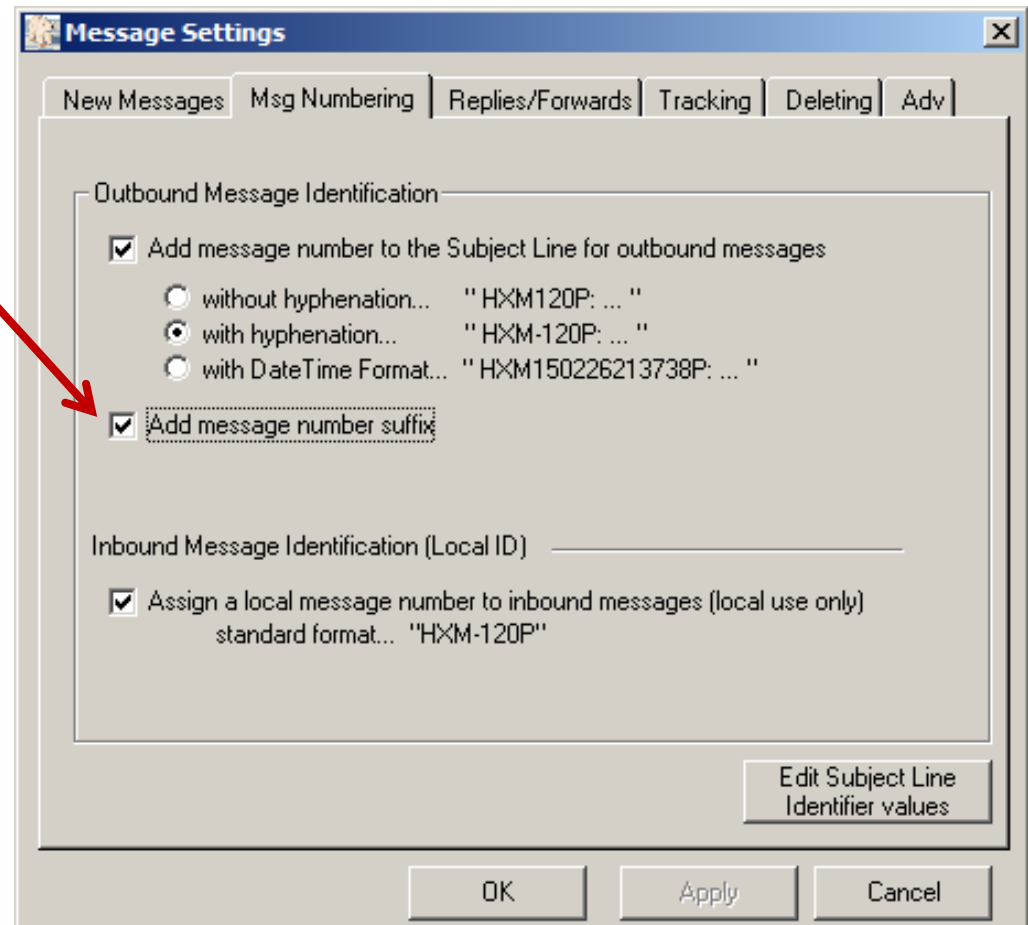 Message Settings
New Messages Msg Numbering Replies/Forwards Tracking Deleting Adv
Outbound Message Identification
Add message number to the Subject Line for outbound messages
without hyphenation... " HXM120P: ... "
with hyphenation... " HXM-120P: ... "
with DateTime Format... " HXM150226213738P: ... "
Add message number suffix
Inbound Message Identification (Local ID)
Assign a local message number to inbound messages (local use only)
standard format... "HXM-120P"
Edit Subject Line
Identifier values
OK Apply Cancel